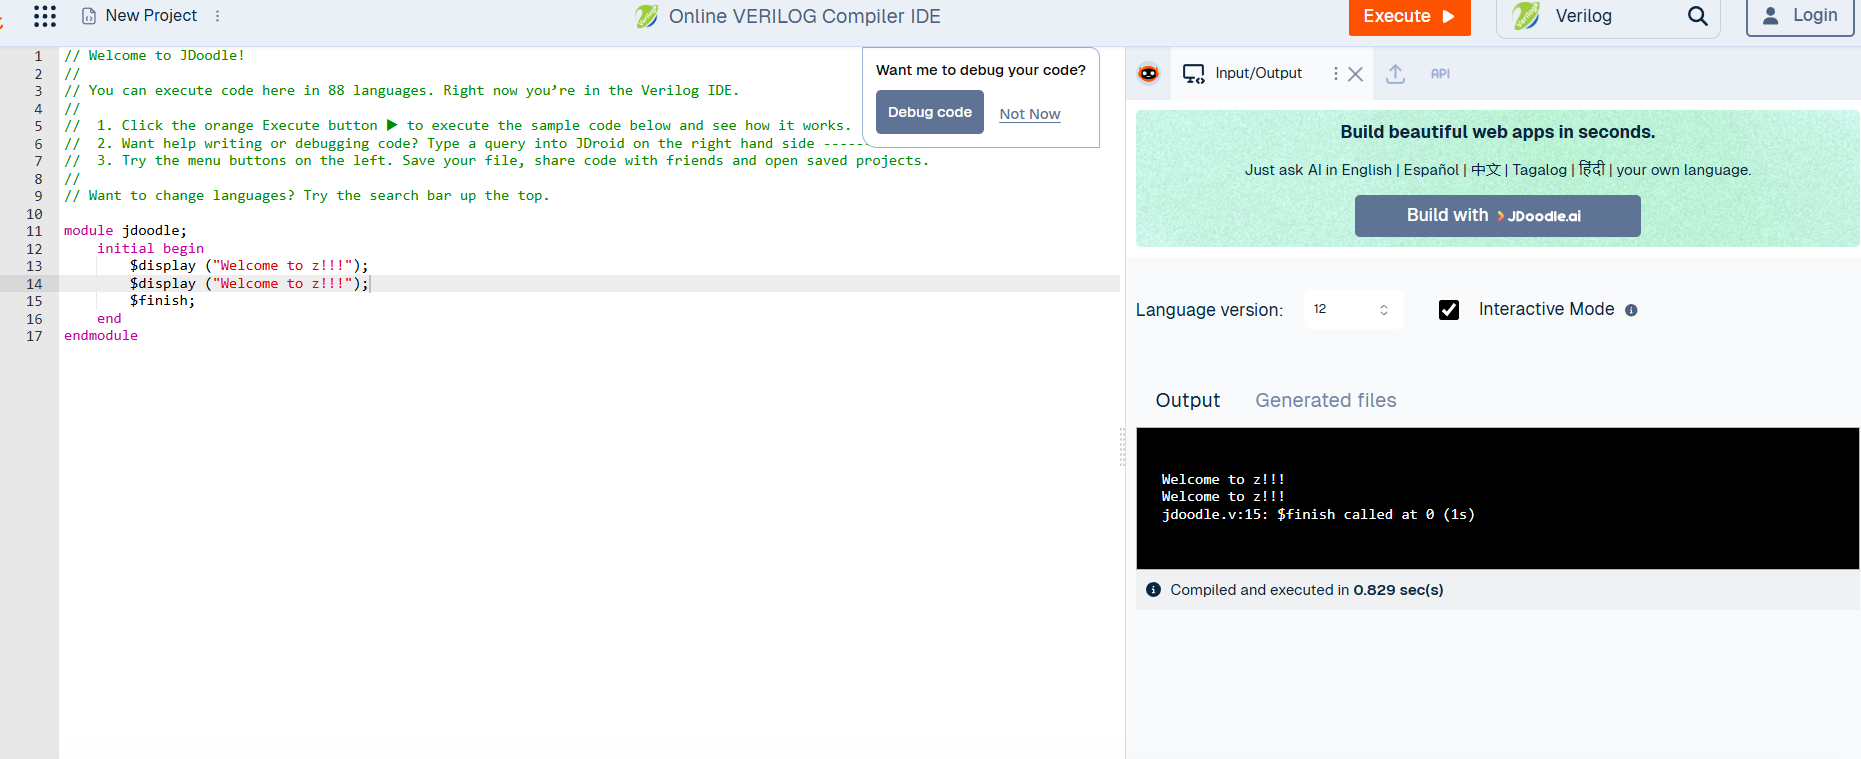 New Project
Online VERILOG Compiler IDE
Execute
Verilog
Login
1 // Welcome to JDoodle!
2 //
3 // You can execute code here in 88 languages. Right now you’re in the Verilog IDE.
4 //
5 //  1. Click the orange Execute button ▶ to execute the sample code below and see how it works.
6 //  2. Want help writing or debugging code? Type a query into JDroid on the right hand side ------
7 //  3. Try the menu buttons on the left. Save your file, share code with friends and open saved projects.
8 //
9 // Want to change languages? Try the search bar up the top.
10
11 module jdoodle;
12     initial begin
13         $display ("Welcome to z!!!");
14         $display ("Welcome to z!!!");
15         $finish;
16     end
17 endmodule
Want me to debug your code?
Debug code
Not Now
Input/Output
API
Build beautiful web apps in seconds.
Just ask AI in English | Español | 中文 | Tagalog | हिंदी | your own language.
Build with JDoodle.ai
Language version:
12
Interactive Mode
Output
Generated files
Welcome to z!!!
Welcome to z!!!
jdoodle.v:15: $finish called at 0 (1s)
Compiled and executed in 0.829 sec(s)